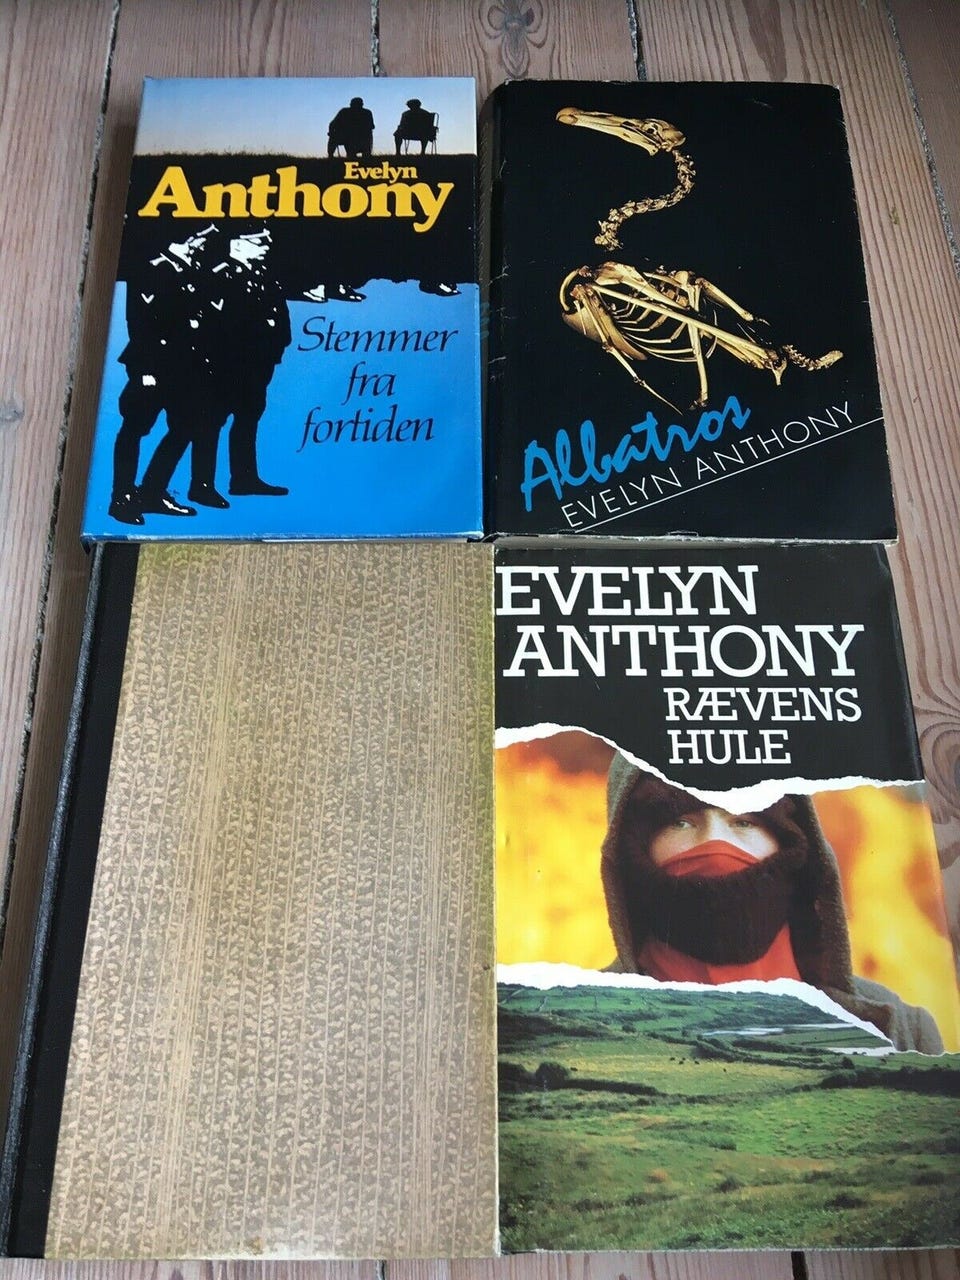 Evelyn
Anthony
Stemmer
fra
fortiden
Albatros
EVELYN ANTHONY
EVELYN
ANTHONY
RÆVENS
HULE